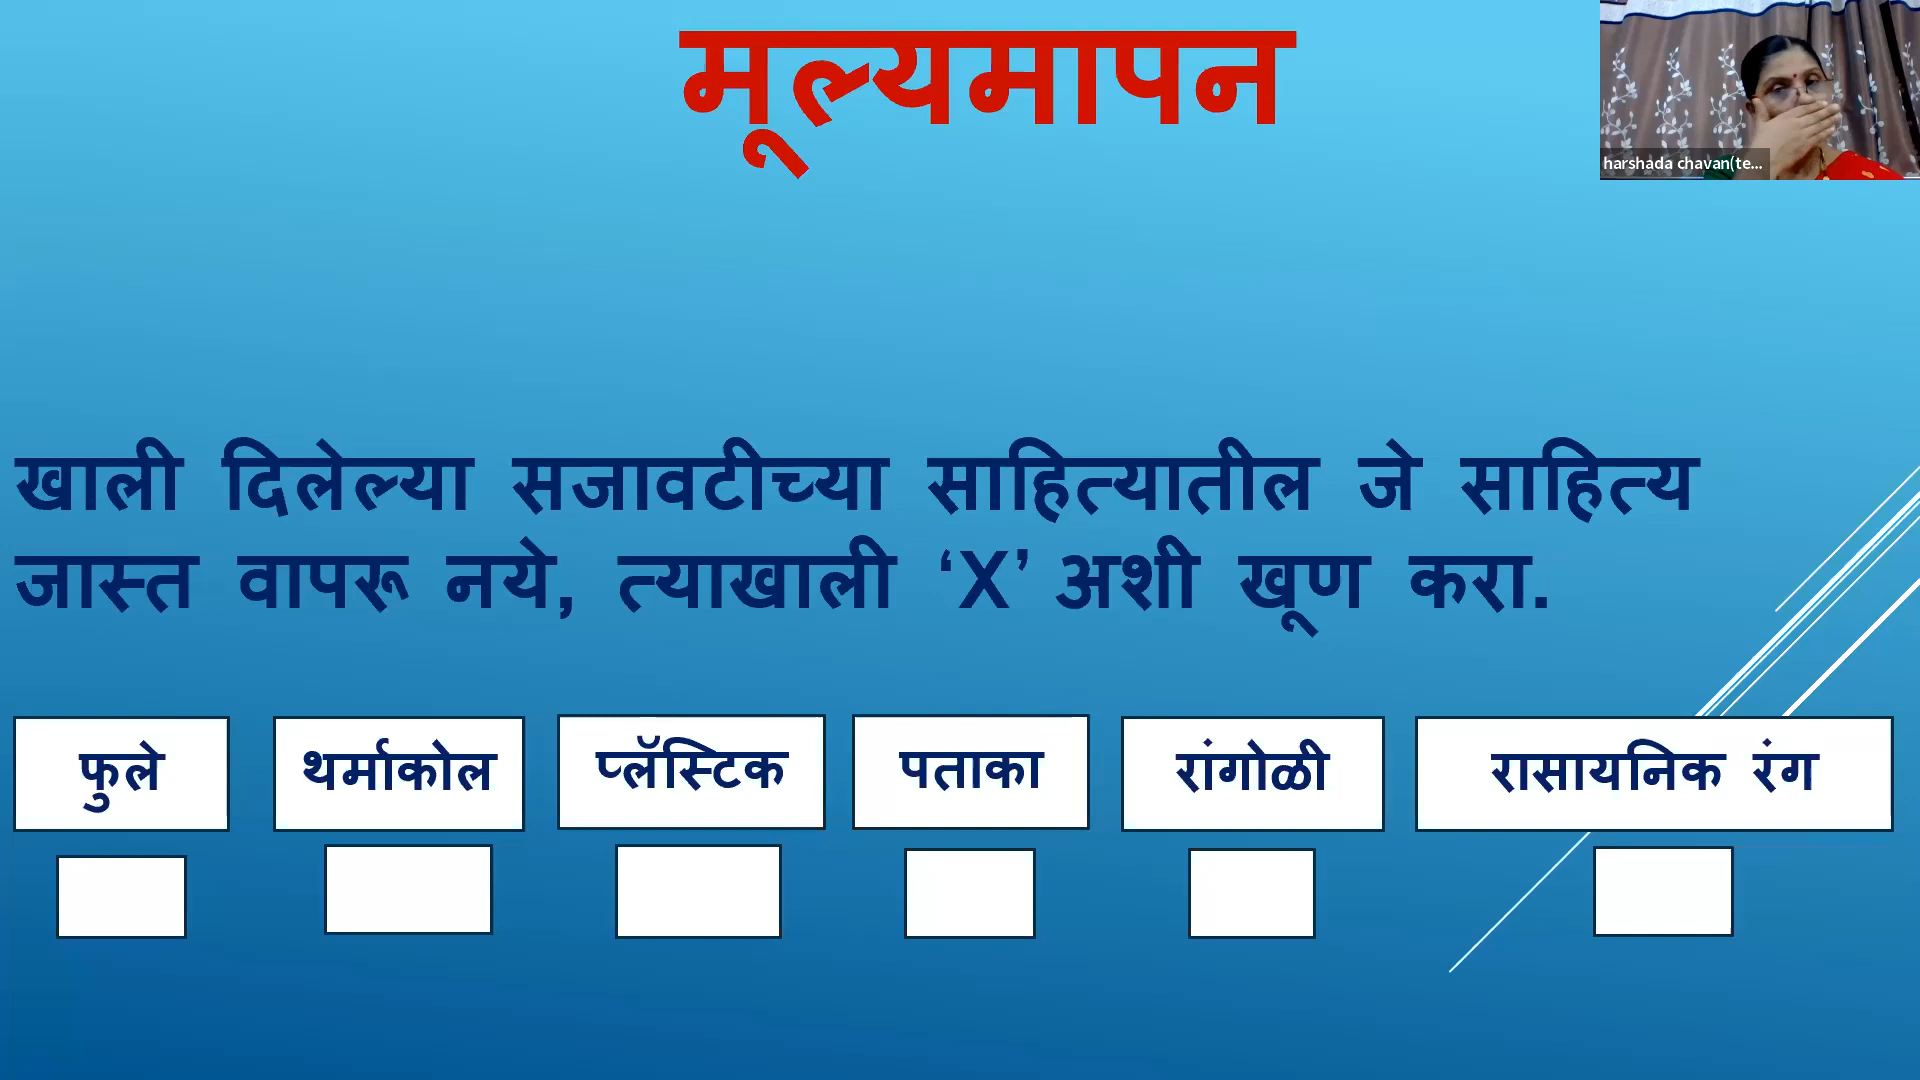 मूल्यमापन
harshada chavan(te...
खाली दिलेल्या सजावटीच्या साहित्यातील जे साहित्य
जास्त वापरू नये, त्याखाली ‘X’ अशी खूण करा.
फुले थर्माकोल प्लॅस्टिक पताका रांगोळी रासायनिक रंग